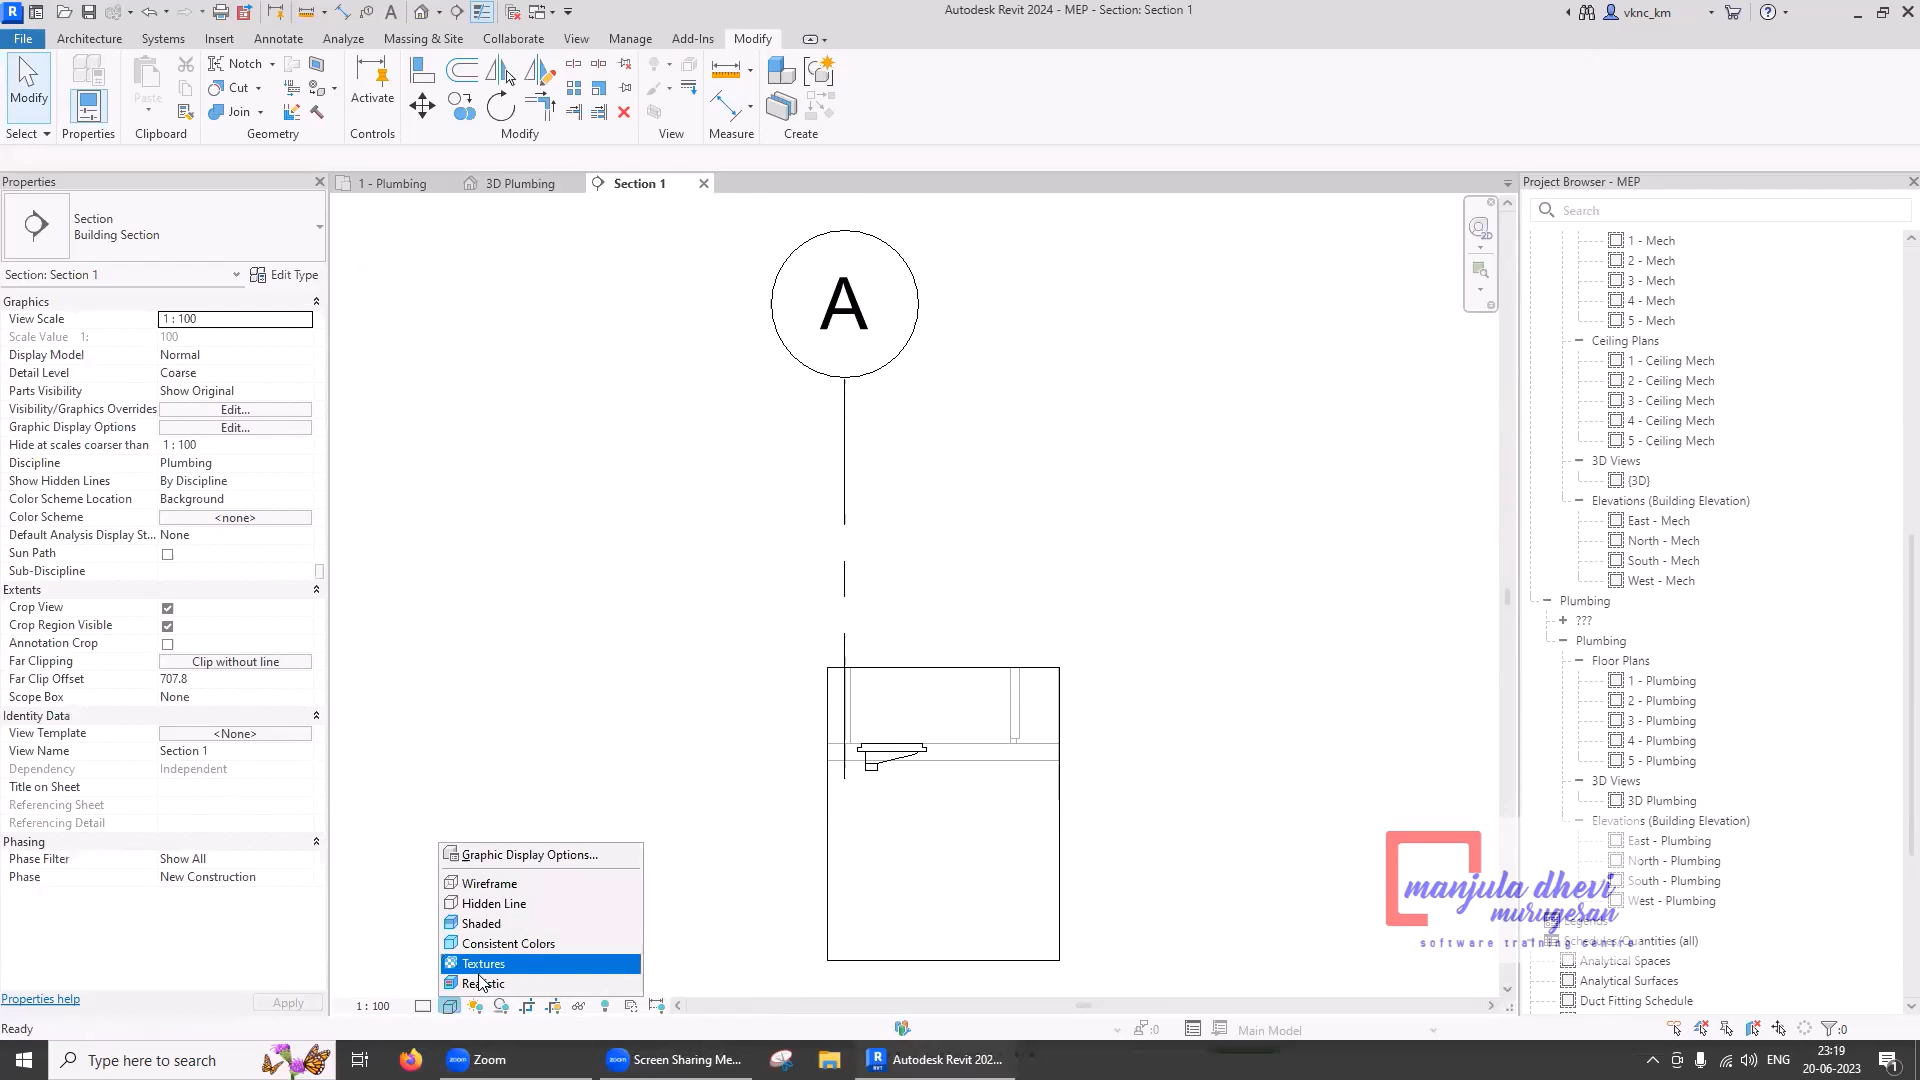 Autodesk Revit 2024 - MEP - Section: Section 1
vknc_km
File Architecture Systems Insert Annotate Analyze Massing & Site Collaborate View Manage Add-Ins Modify
Modify
Paste
Notch
Cut
Join
Activate
Select Properties Clipboard Geometry Controls Modify View Measure Create
Properties
1 - Plumbing 3D Plumbing Section 1
Project Browser - MEP
Section
Building Section
Search
Section: Section 1 Edit Type
Graphics
View Scale 1 : 100
Scale Value 1: 100
Display Model Normal
Detail Level Coarse
Parts Visibility Show Original
Visibility/Graphics Overrides Edit...
Graphic Display Options Edit...
Hide at scales coarser than 1 : 100
Discipline Plumbing
Show Hidden Lines By Discipline
Color Scheme Location Background
Color Scheme <none>
Default Analysis Display St... None
Sun Path
Sub-Discipline
Extents
Crop View
Crop Region Visible
Annotation Crop
Far Clipping Clip without line
Far Clip Offset 707.8
Scope Box None
Identity Data
View Template <None>
View Name Section 1
Dependency Independent
Title on Sheet
Referencing Sheet
Referencing Detail
Phasing
Phase Filter Show All
Phase New Construction
Properties help Apply
A
Graphic Display Options...
Wireframe
Hidden Line
Shaded
Consistent Colors
Textures
Realistic
1 : 100
2D
1 - Mech
2 - Mech
3 - Mech
4 - Mech
5 - Mech
Ceiling Plans
1 - Ceiling Mech
2 - Ceiling Mech
3 - Ceiling Mech
4 - Ceiling Mech
5 - Ceiling Mech
3D Views
{3D}
Elevations (Building Elevation)
East - Mech
North - Mech
South - Mech
West - Mech
Plumbing
???
Plumbing
Floor Plans
1 - Plumbing
2 - Plumbing
3 - Plumbing
4 - Plumbing
5 - Plumbing
3D Views
3D Plumbing
Elevations (Building Elevation)
East - Plumbing
North - Plumbing
South - Plumbing
West - Plumbing
Legends
Schedules/Quantities (all)
Analytical Spaces
Analytical Surfaces
Duct Fitting Schedule
manjula dhevi
murugesan
software training centre
Ready
:0
Main Model
:0
Type here to search
Zoom
Screen Sharing Me...
Autodesk Revit 202...
ENG
23:19
20-06-2023
1